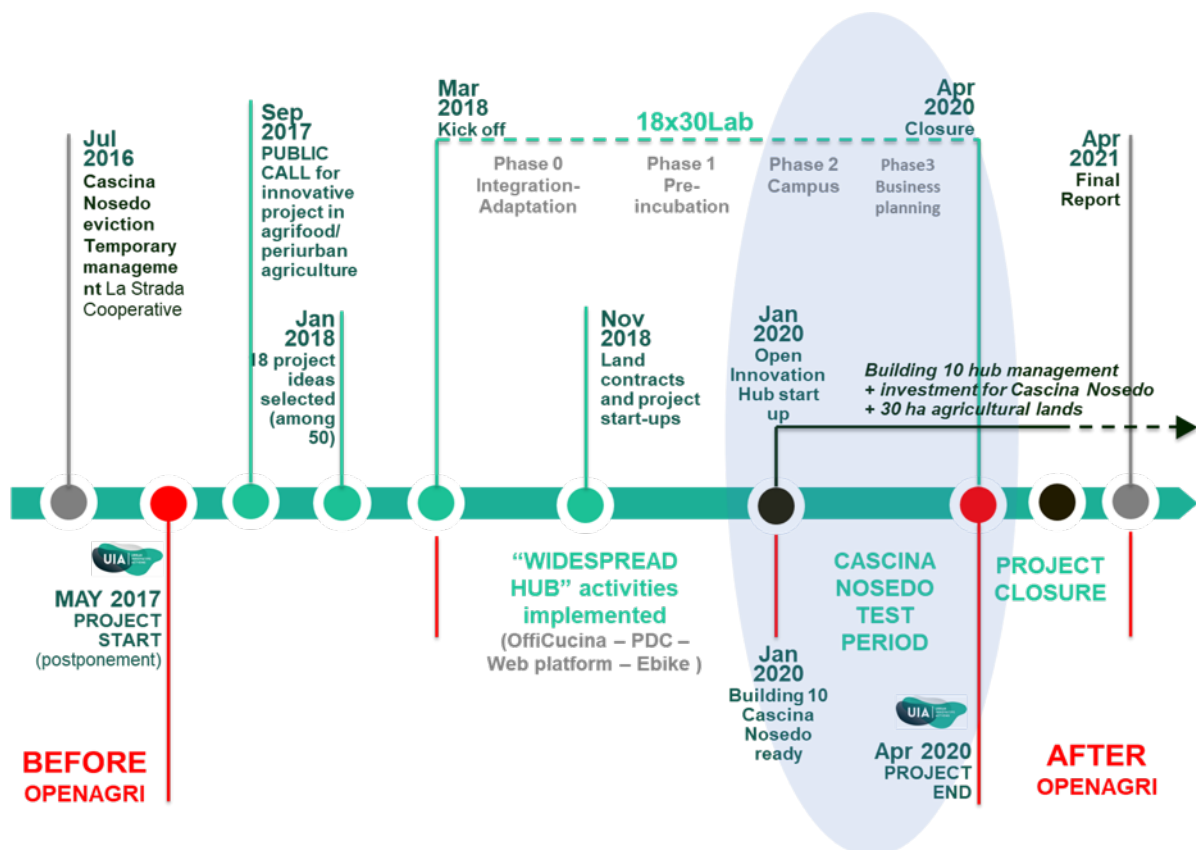 Jul
2016
Cascina
Nosedo
eviction
Temporary
manageme
nt La Strada
Cooperative
Sep
2017
PUBLIC
CALL for
innovative
project in
agrifood/
periurban
agriculture
Jan
2018
18 project
ideas
selected
(among
50)
Mar
2018
Kick off
18x30Lab
Apr
2020
Closure
Phase 0
Integration-
Adaptation
Phase 1
Pre-
incubation
Phase 2
Campus
Phase3
Business
planning
Apr
2021
Final
Report
Nov
2018
Land
contracts
and project
start-ups
Jan
2020
Open
Innovation
Hub start
up
Building 10 hub management
+ investment for Cascina Nosedo
+ 30 ha agricultural lands
UIA
MAY 2017
PROJECT
START
(postponement)
BEFORE
OPENAGRI
“WIDESPREAD
HUB” activities
implemented
(OffiCucina – PDC –
Web platform – Ebike )
Jan
2020
Building 10
Cascina
Nosedo
ready
CASCINA
NOSEDO
TEST
PERIOD
UIA
Apr 2020
PROJECT
END
PROJECT
CLOSURE
AFTER
OPENAGRI